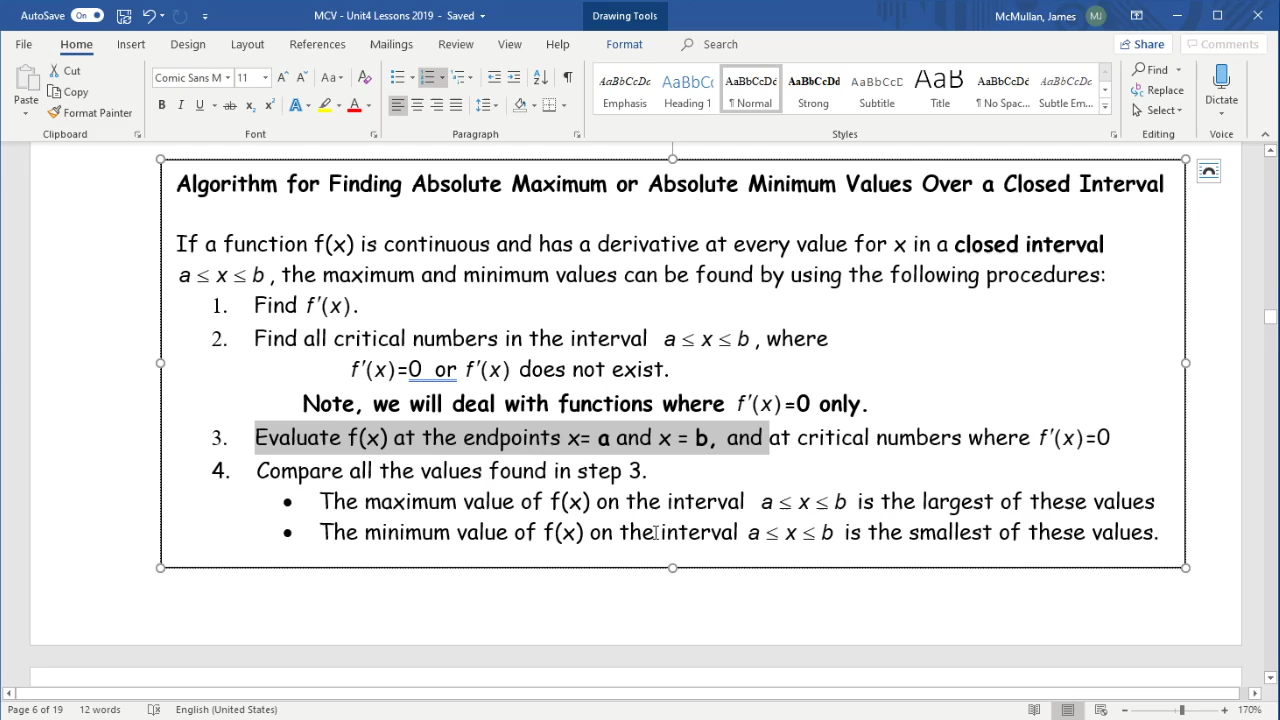 AutoSave On MCV - Unit4 Lessons 2019 - Saved Drawing Tools McMullan, James MJ
File Home Insert Design Layout References Mailings Review View Help Format Search Share Comments
Paste Cut Copy Format Painter
Comic Sans M 11 Aa
B I U ab x₂ x² A A
AaBbCcDc AaBbCc AaBbCcDc AaBbCcDd AaBbCcD AaBb AaBbCcDc AaBbCcDc
Emphasis Heading 1 ¶ Normal Strong Subtitle Title ¶ No Spac... Subtle Em...
Find Replace Select Dictate
Clipboard Font Paragraph Styles Editing Voice
Algorithm for Finding Absolute Maximum or Absolute Minimum Values Over a Closed Interval
If a function f(x) is continuous and has a derivative at every value for x in a closed interval
a ≤ x ≤ b , the maximum and minimum values can be found by using the following procedures:
1. Find f′(x).
2. Find all critical numbers in the interval a ≤ x ≤ b , where
f′(x)=0 or f′(x) does not exist.
Note, we will deal with functions where f′(x)=0 only.
3. Evaluate f(x) at the endpoints x= a and x = b, and at critical numbers where f′(x)=0
4. Compare all the values found in step 3.
• The maximum value of f(x) on the interval a ≤ x ≤ b is the largest of these values
• The minimum value of f(x) on the interval a ≤ x ≤ b is the smallest of these values.
Page 6 of 19 12 words English (United States) 170%